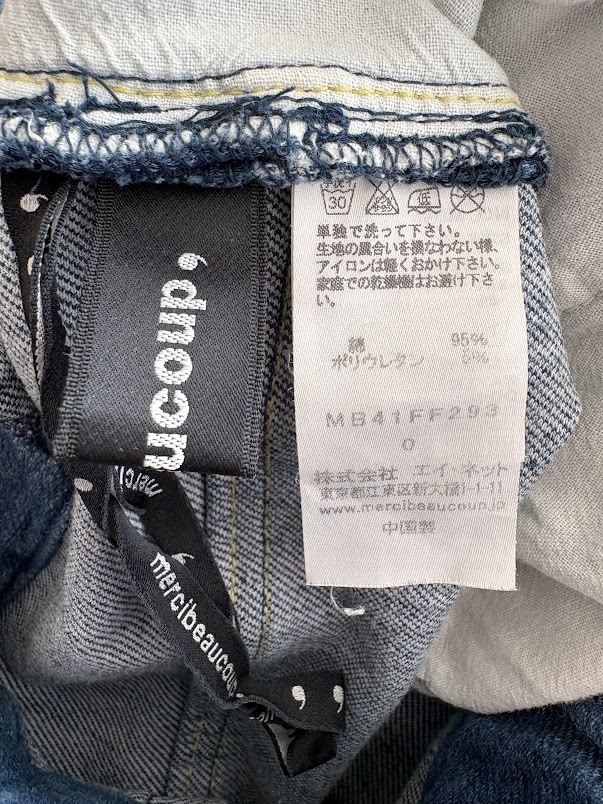 ucoup,
30
低
単独で洗って下さい。
生地の風合いを損なわない様、
アイロンは軽くおかけ下さい。
家庭での乾燥機はお避け下さ
い。
綿 95%
ポリウレタン 5%
MB41FF293
0
株式会社 エイ・ネット
東京都江東区新大橋1-1-11
www.mercibeaucoup.jp
中国製
merci
mercibeaucoup,